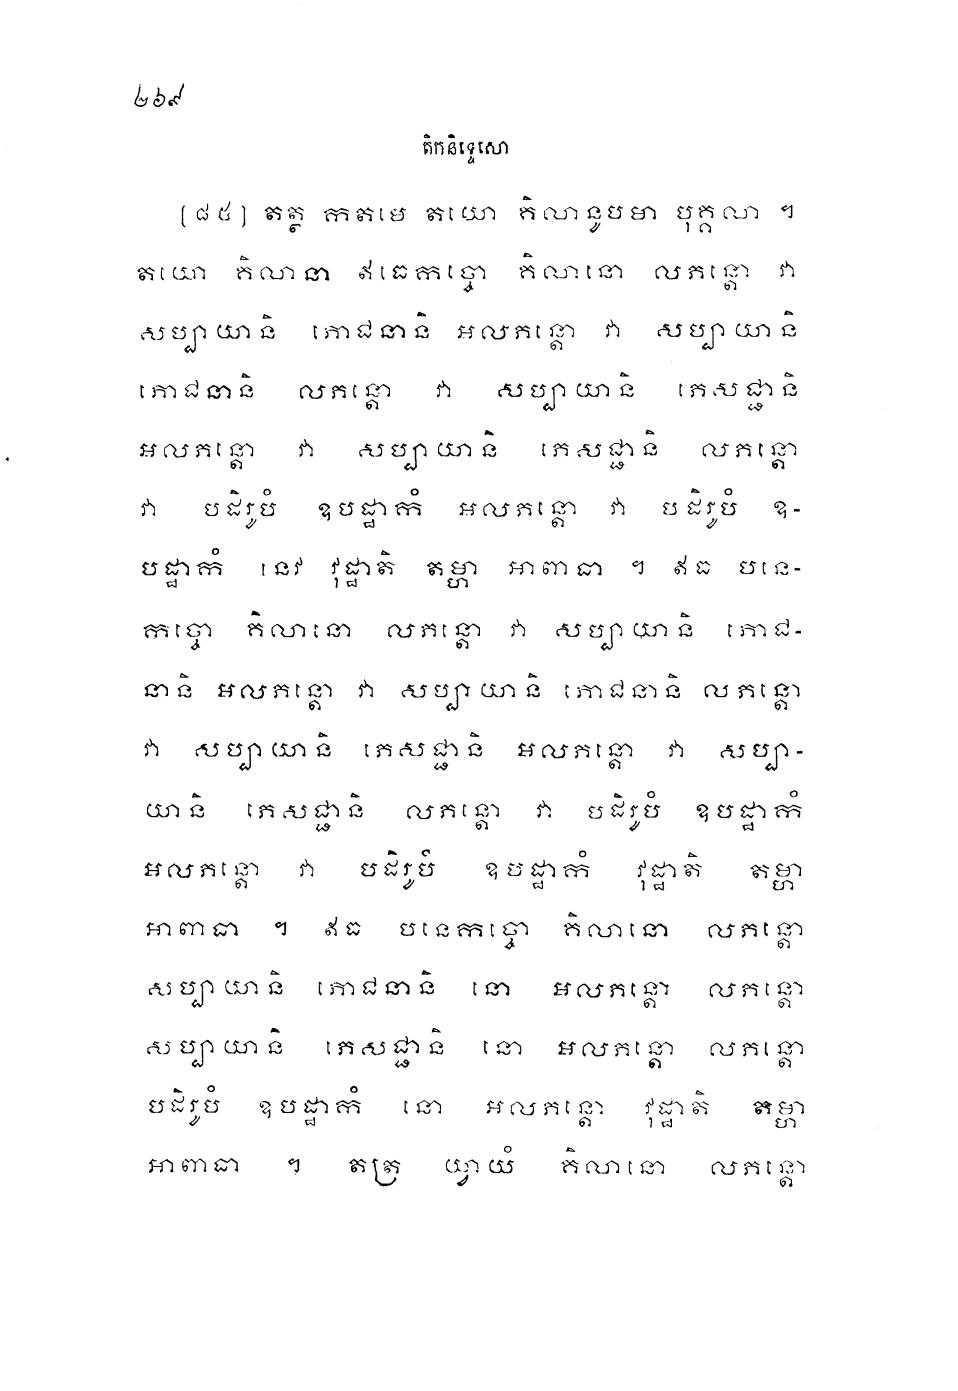 ២៦៩
តិកនិទ្ទេសោ
[៨៥] តត្ថ កតមេ តយោ គិលានូបមា បុគ្គលា ។
តយោ គិលានា ឥធេកច្ចោ គិលានោ លភន្តោ វា
សប្បាយានិ ភោជនានិ អលភន្តោ វា សប្បាយានិ
ភោជនានិ លភន្តោ វា សប្បាយានិ ភេសជ្ជានិ
អលភន្តោ វា សប្បាយានិ ភេសជ្ជានិ លភន្តោ
វា បដិរូបំ ឧបដ្ឋាកំ អលភន្តោ វា បដិរូបំ ឧ-
បដ្ឋាកំ នេវ វុដ្ឋាតិ តម្ហា អាពាធា ។ ឥធ បនេ-
កច្ចោ គិលានោ លភន្តោ វា សប្បាយានិ ភោជ-
នានិ អលភន្តោ វា សប្បាយានិ ភោជនានិ លភន្តោ
វា សប្បាយានិ ភេសជ្ជានិ អលភន្តោ វា សប្បា-
យានិ ភេសជ្ជានិ លភន្តោ វា បដិរូបំ ឧបដ្ឋាកំ
អលភន្តោ វា បដិរូបំ ឧបដ្ឋាកំ វុដ្ឋាតិ តម្ហា
អាពាធា ។ ឥធ បនេកច្ចោ គិលានោ លភន្តោ
សប្បាយានិ ភោជនានិ នោ អលភន្តោ លភន្តោ
សប្បាយានិ ភេសជ្ជានិ នោ អលភន្តោ លភន្តោ
បដិរូបំ ឧបដ្ឋាកំ នោ អលភន្តោ វុដ្ឋាតិ តម្ហា
អាពាធា ។ តត្រ យ្វាយំ គិលានោ លភន្តោ